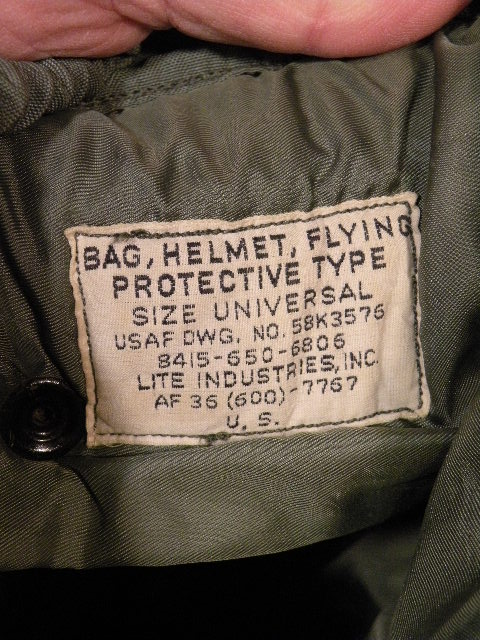 BAG, HELMET, FLYING
PROTECTIVE TYPE
SIZE UNIVERSAL
USAF DWG. NO. 58K3576
8415-650-6806
LITE INDUSTRIES, INC.
AF 36 (600)-7767
U. S.